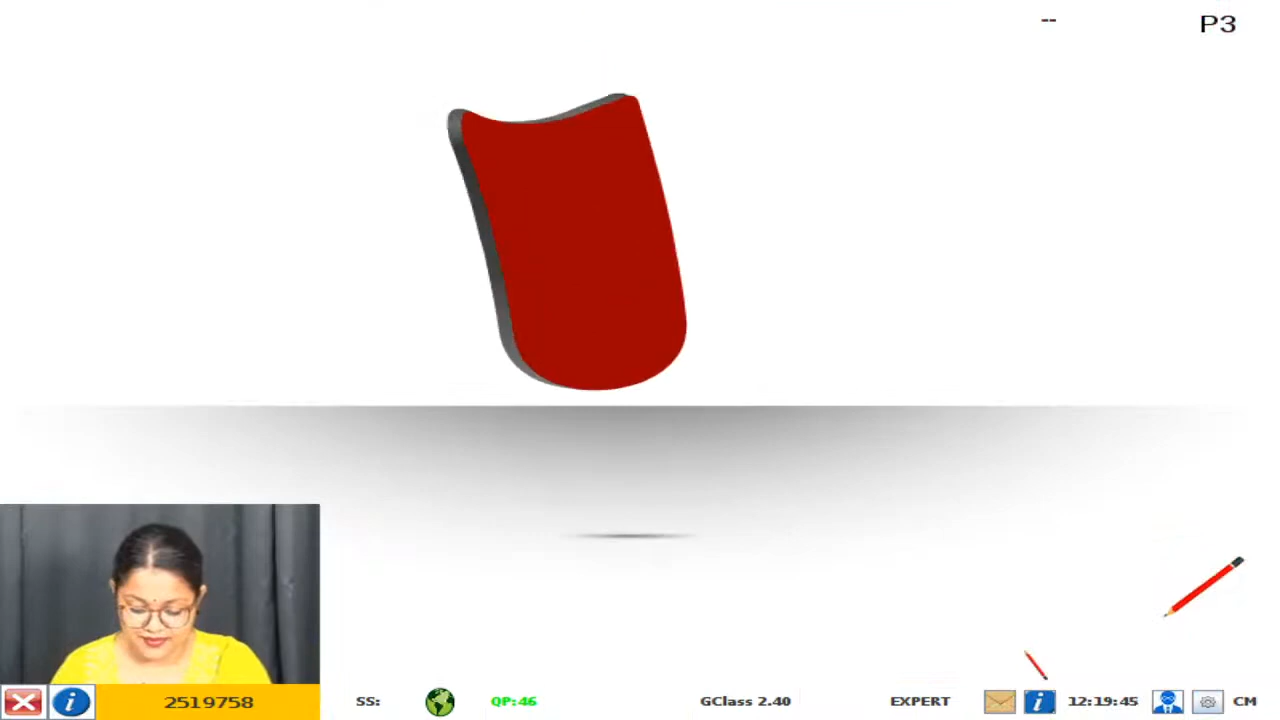 --
P3
2519758
SS:
QP:46
GClass 2.40
EXPERT
12:19:45
CM